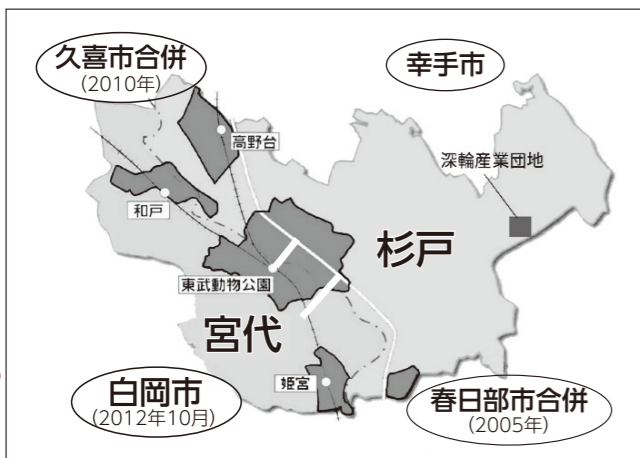 久喜市合併
(2010年)
幸手市
高野台
深輪産業団地
和戸
杉戸
東武動物公園
宮代
姫宮
白岡市
(2012年10月)
春日部市合併
(2005年)